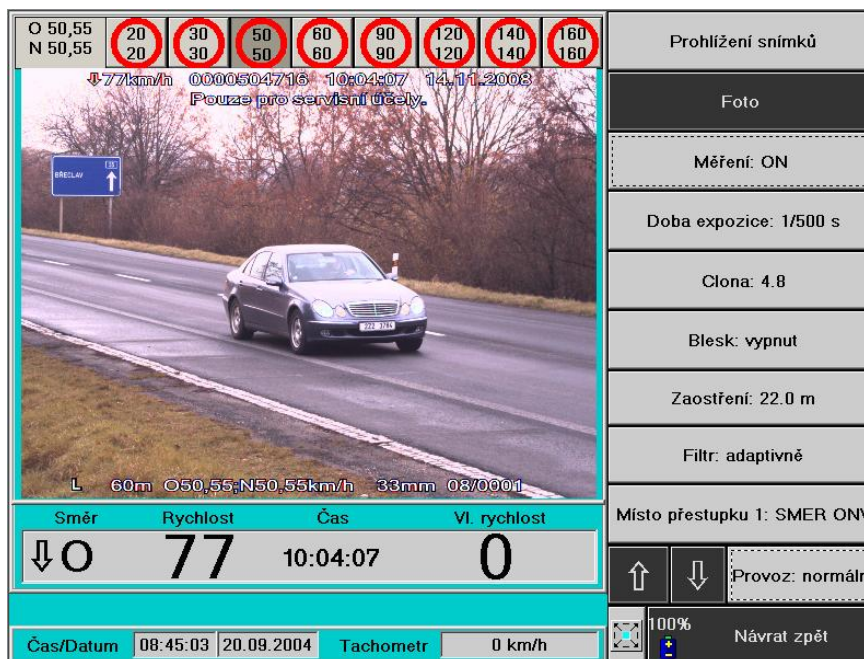 O 50,55
N 50,55
20
20
30
30
50
50
60
60
90
90
120
120
140
140
160
160
77km/h 0000504716 10:04:07 14.11.2008
Pouze pro servisní účely.
BŘECLAV
L 60m O50,55;N50,55km/h 33mm 08/0001
Směr Rychlost Čas Vl. rychlost
O 77 10:04:07 0
Čas/Datum 08:45:03 20.09.2004 Tachometr 0 km/h
Prohlížení snímků
Foto
Měření: ON
Doba expozice: 1/500 s
Clona: 4.8
Blesk: vypnut
Zaostření: 22.0 m
Filtr: adaptivně
Místo přestupku 1: SMER ONV
Provoz: normáln
100%
Návrat zpět